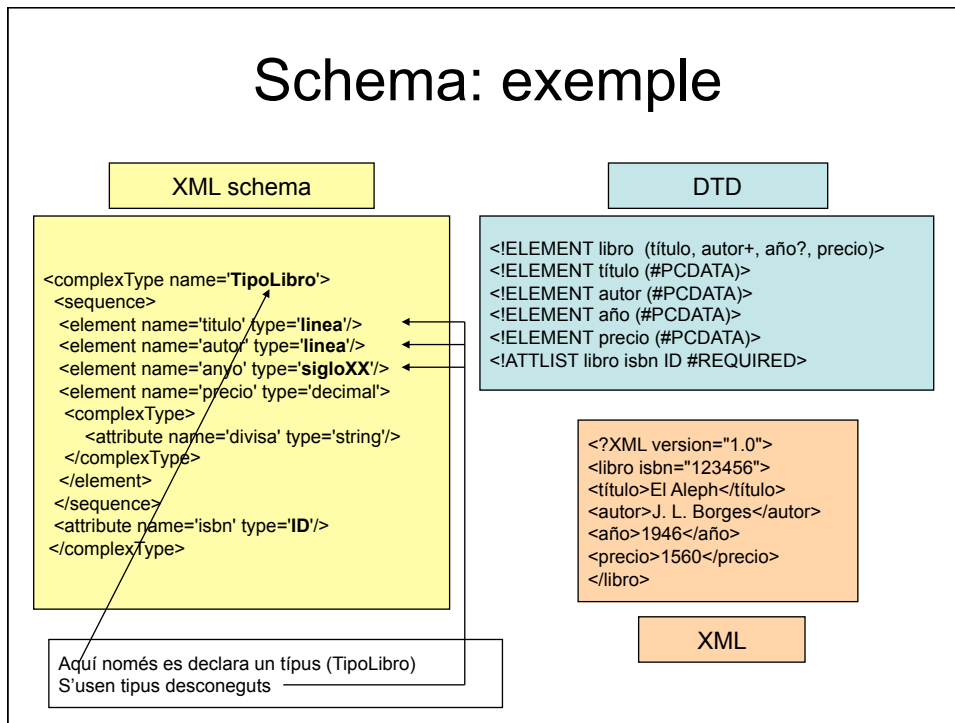 Schema: exemple
XML schema
<complexType name='TipoLibro'>
<sequence>
<element name='titulo' type='linea'/>
<element name='autor' type='linea'/>
<element name='anyo' type='sigloXX'/>
<element name='precio' type='decimal'>
<complexType>
<attribute name='divisa' type='string'/>
</complexType>
</element>
</sequence>
<attribute name='isbn' type='ID'/>
</complexType>
Aquí només es declara un típus (TipoLibro)
S'usen tipus desconeguts
DTD
<!ELEMENT libro (título, autor+, año?, precio)>
<!ELEMENT título (#PCDATA)>
<!ELEMENT autor (#PCDATA)>
<!ELEMENT año (#PCDATA)>
<!ELEMENT precio (#PCDATA)>
<!ATTLIST libro isbn ID #REQUIRED>
<?XML version="1.0">
<libro isbn="123456">
<título>El Aleph</título>
<autor>J. L. Borges</autor>
<año>1946</año>
<precio>1560</precio>
</libro>
XML